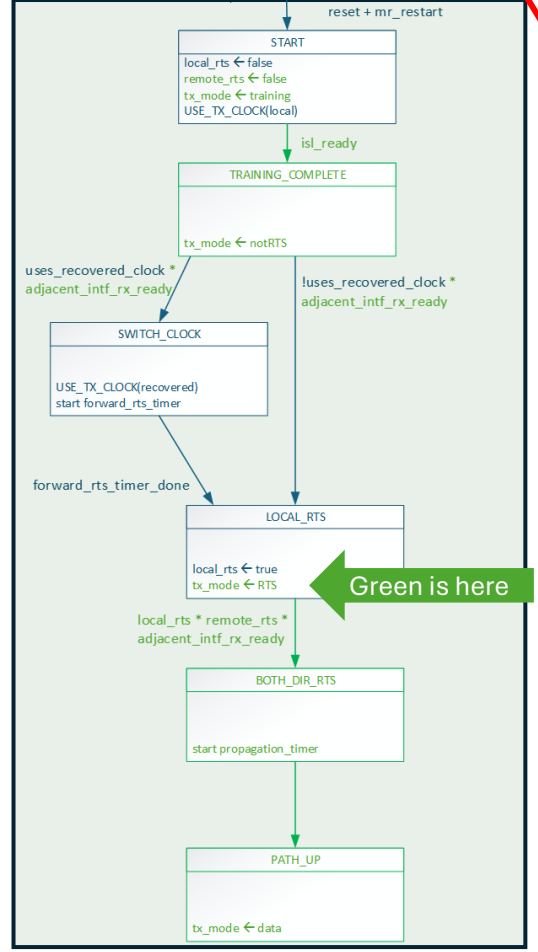 reset + mr_restart
START
local_rts ← false
remote_rts ← false
tx_mode ← training
USE_TX_CLOCK(local)
isl_ready
TRAINING_COMPLETE
tx_mode ← notRTS
uses_recovered_clock *
adjacent_intf_rx_ready
!uses_recovered_clock *
adjacent_intf_rx_ready
SWITCH_CLOCK
USE_TX_CLOCK(recovered)
start forward_rts_timer
forward_rts_timer_done
LOCAL_RTS
local_rts ← true
tx_mode ← RTS
Green is here
local_rts * remote_rts *
adjacent_intf_rx_ready
BOTH_DIR_RTS
start propagation_timer
PATH_UP
tx_mode ← data